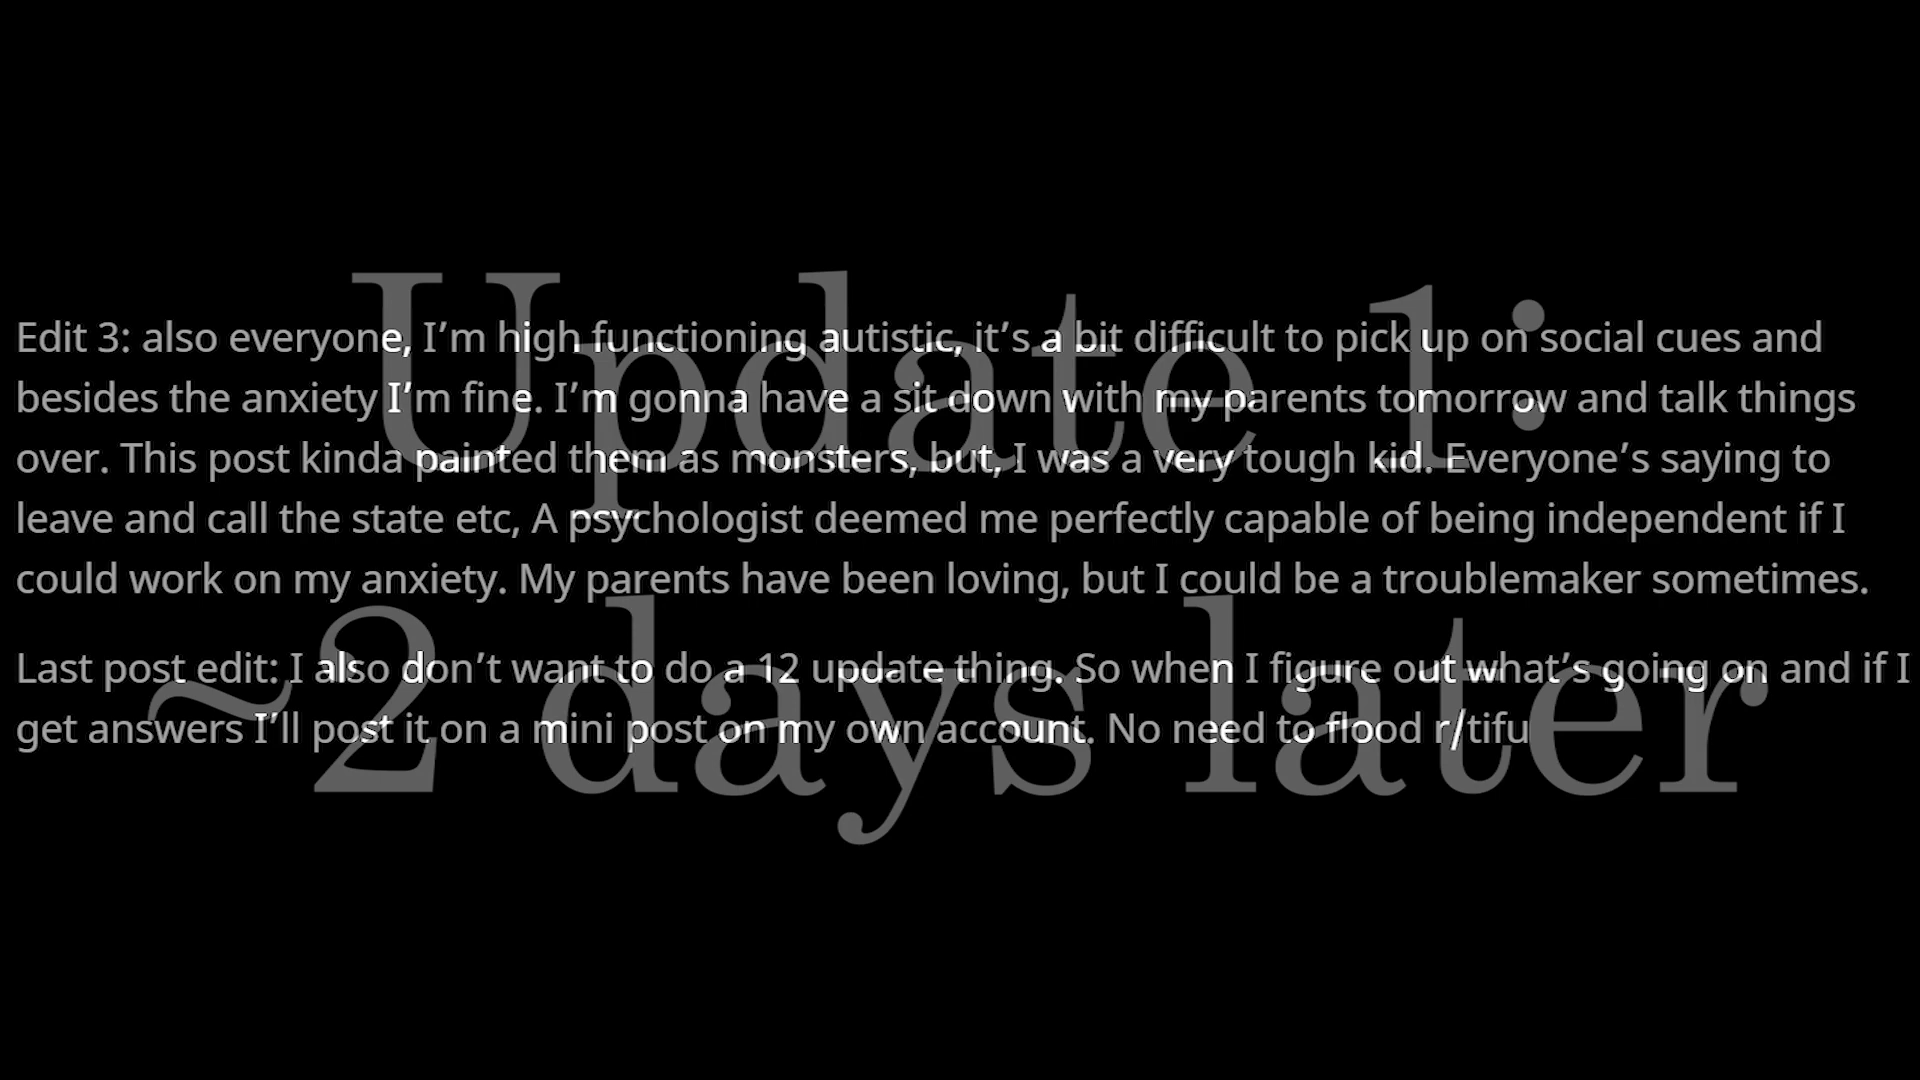 Update 1:
Edit 3: also everyone, I’m high functioning autistic, it’s a bit difficult to pick up on social cues and
besides the anxiety I’m fine. I’m gonna have a sit down with my parents tomorrow and talk things
over. This post kinda painted them as monsters, but, I was a very tough kid. Everyone’s saying to
leave and call the state etc, A psychologist deemed me perfectly capable of being independent if I
could work on my anxiety. My parents have been loving, but I could be a troublemaker sometimes.
~2 days later
Last post edit: I also don’t want to do a 12 update thing. So when I figure out what’s going on and if I
get answers I’ll post it on a mini post on my own account. No need to flood r/tifu